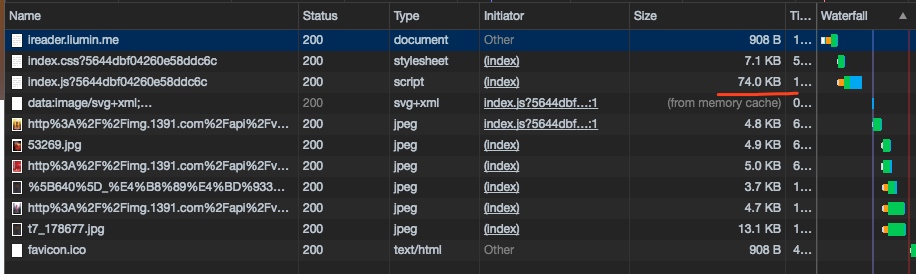 Name Status Type Initiator Size Ti… Waterfall
ireader.liumin.me 200 document Other 908 B 1…
index.css?5644dbf04260e58ddc6c 200 stylesheet (index) 7.1 KB 5…
index.js?5644dbf04260e58ddc6c 200 script (index) 74.0 KB 1…
data:image/svg+xml;… 200 svg+xml index.js?5644dbf…:1 (from memory cache) 0…
http%3A%2F%2Fimg.1391.com%2Fapi%2Fv… 200 jpeg index.js?5644dbf…:1 4.8 KB 6…
53269.jpg 200 jpeg (index) 4.9 KB 6…
http%3A%2F%2Fimg.1391.com%2Fapi%2Fv… 200 jpeg (index) 5.0 KB 6…
%5B640%5D_%E4%B8%89%E4%BD%933… 200 jpeg (index) 3.7 KB 1…
http%3A%2F%2Fimg.1391.com%2Fapi%2Fv… 200 jpeg (index) 4.7 KB 1…
t7_178677.jpg 200 jpeg (index) 13.1 KB 1…
favicon.ico 200 text/html Other 908 B 4…